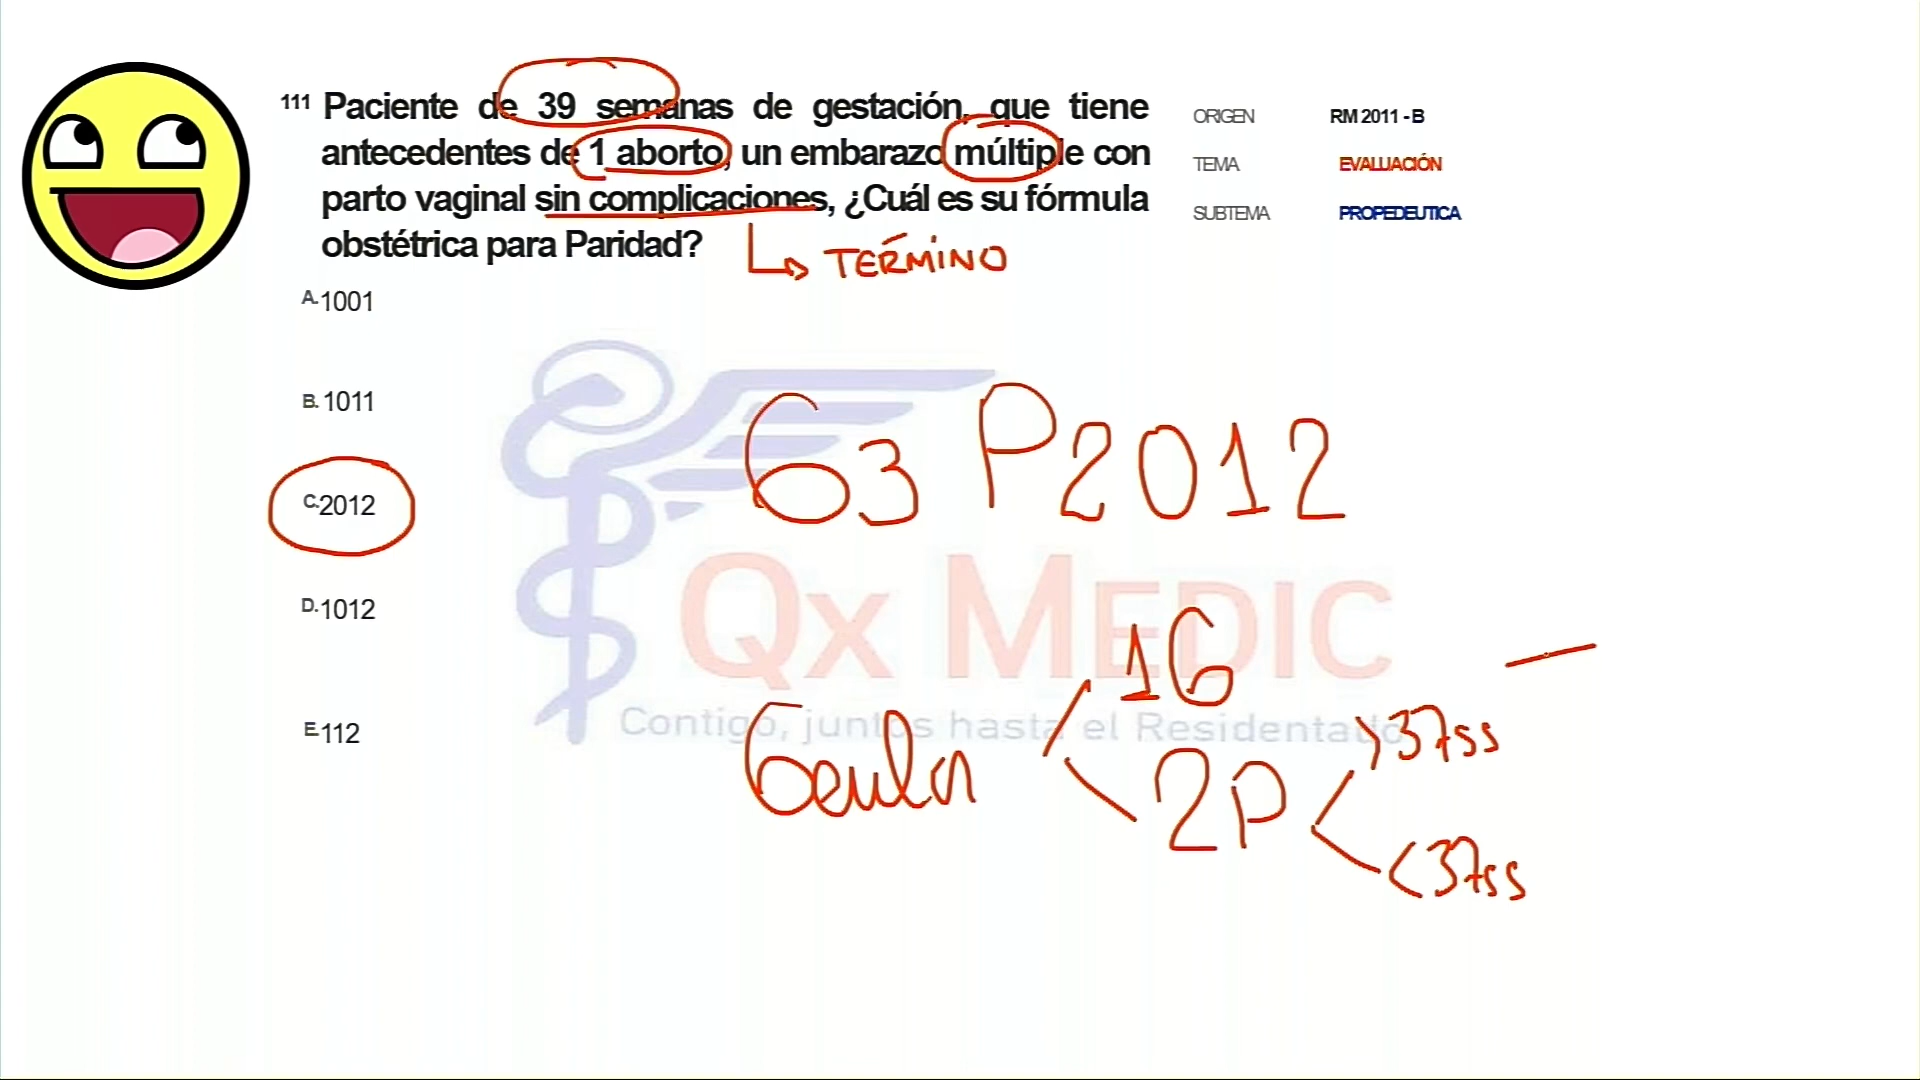 111 Paciente de 39 semanas de gestación, que tiene
antecedentes de 1 aborto, un embarazo múltiple con
parto vaginal sin complicaciones, ¿Cuál es su fórmula
obstétrica para Paridad?
TERMINO
ORIGEN RM 2011 - B
TEMA EVALUACIÓN
SUBTEMA PROPEDEUTICA
A. 1001
B. 1011
C. 2012
D. 1012
E. 112
G3 P2012
QX MEDIC
Contigo, juntos hasta el Residentado
1G
2P
>37ss
<37ss